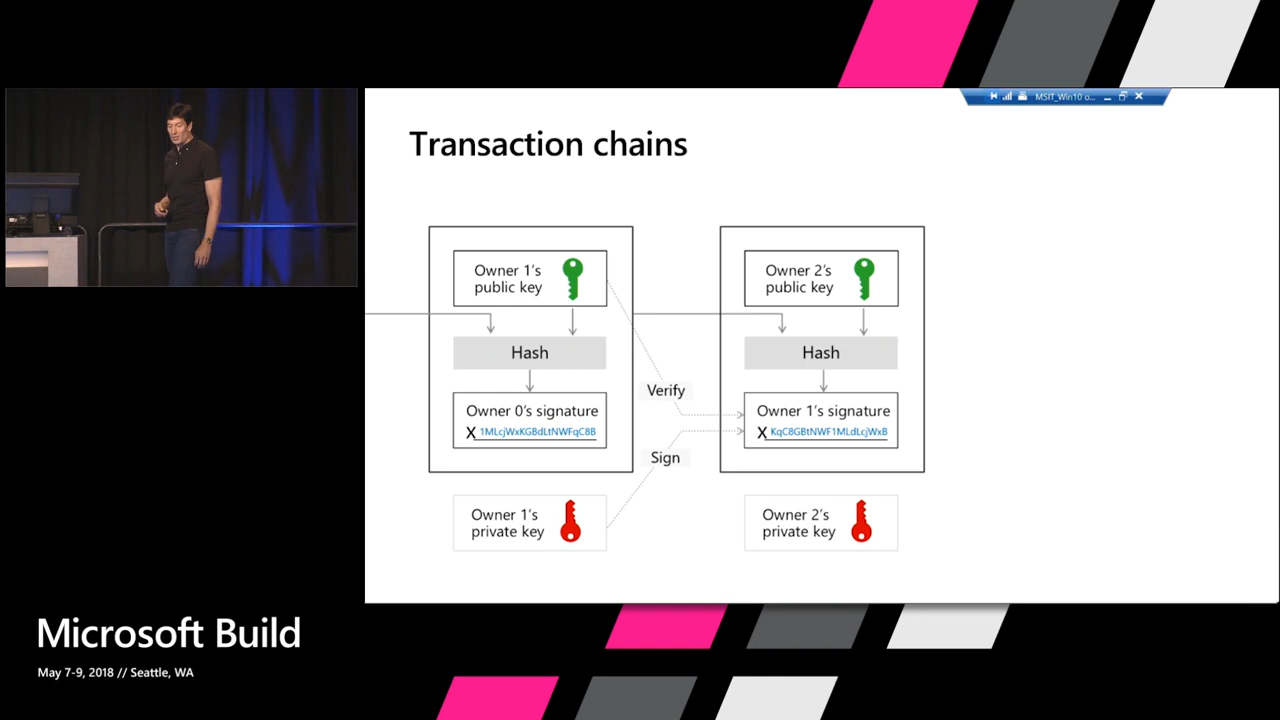 MSIT_Win10 o...
Transaction chains
Owner 1's
public key
Hash
Owner 0's signature
X 1MLcjWxKGBdLtNWFqC8B
Owner 1's
private key
Verify
Sign
Owner 2's
public key
Hash
Owner 1's signature
X KqC8GBtNWF1MLdLcjWxB
Owner 2's
private key
Microsoft Build
May 7-9, 2018 // Seattle, WA